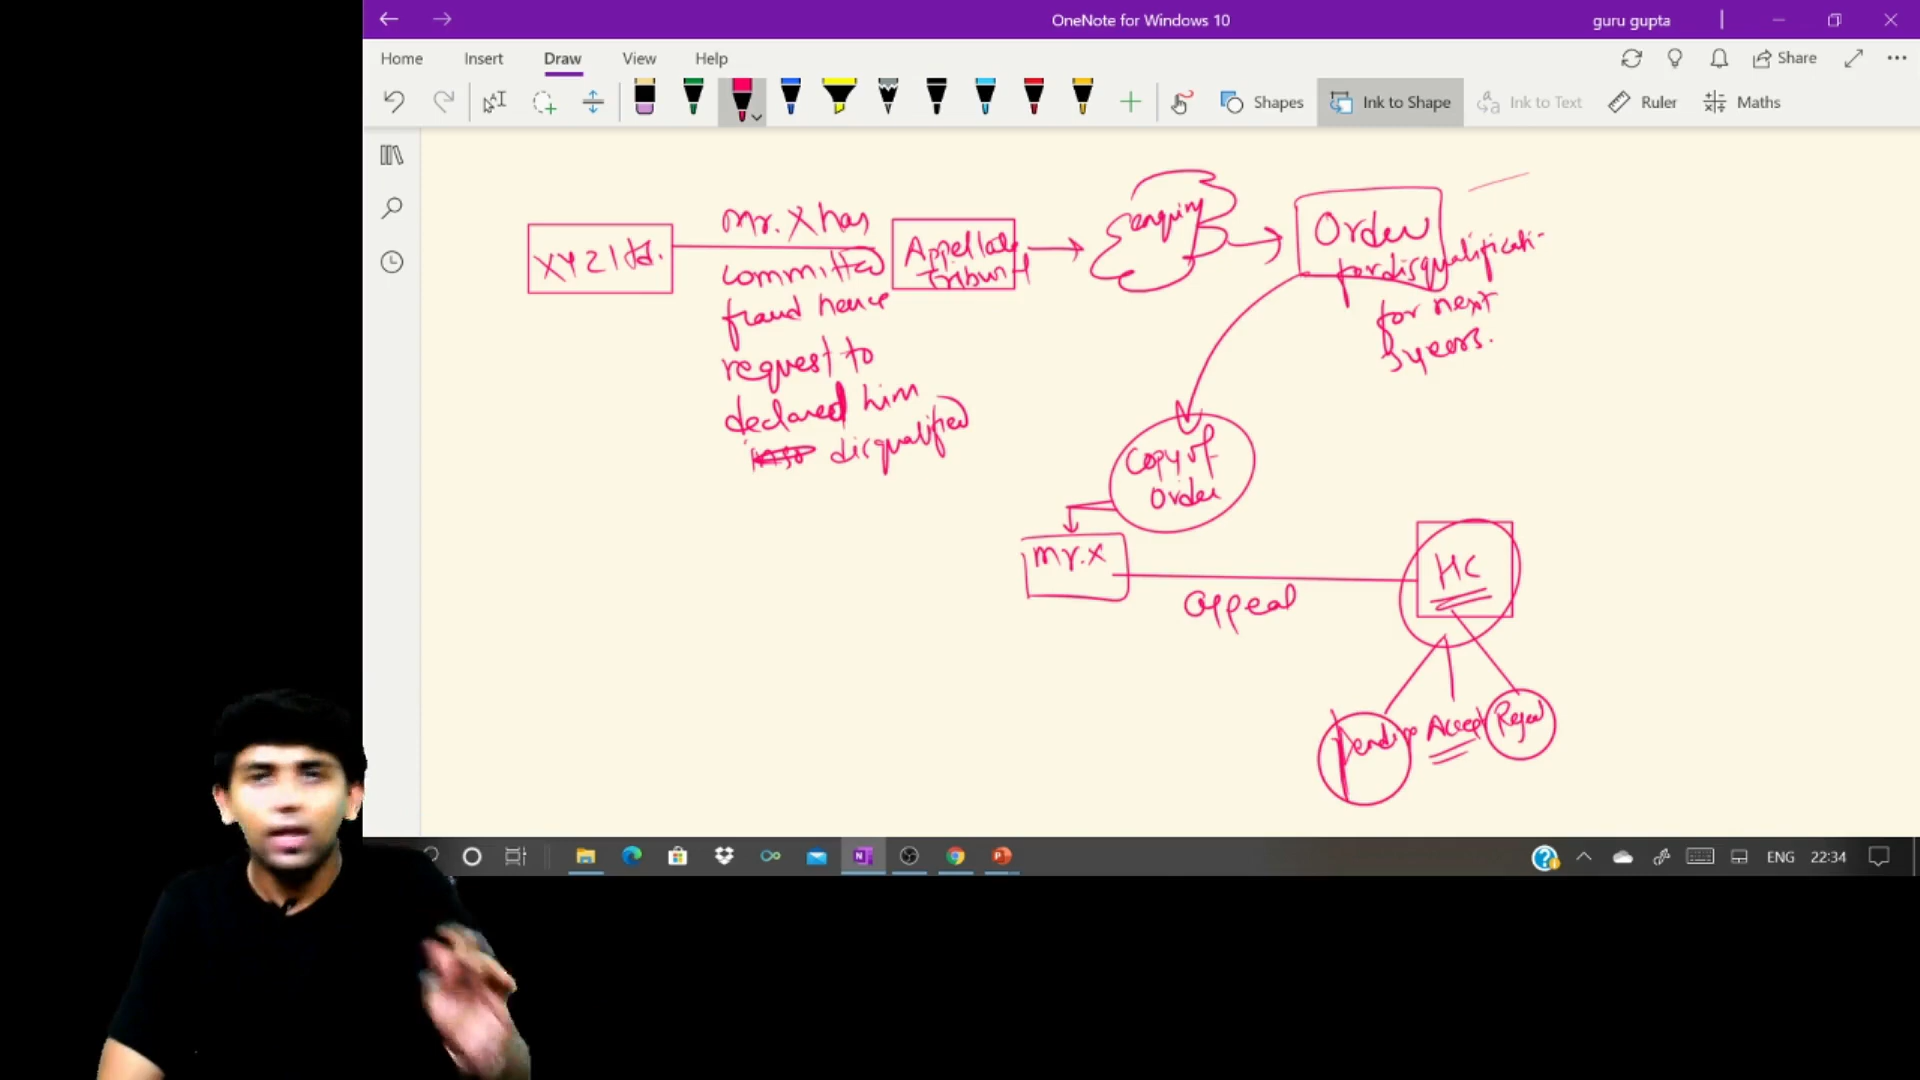 OneNote for Windows 10
guru gupta
Home Insert Draw View Help
Share
Shapes
Ink to Shape
Ink to Text
Ruler
Maths
XYZ ltd.
Mr. X has
committed
fraud hence
request to
declared him
disqualified
Appellate
Tribunal
enquiry
Order
for disqualificati
for next
5 years.
Copy of
Order
Mr. X
appeal
HC
Pending
Accept
Reject
ENG
22:34